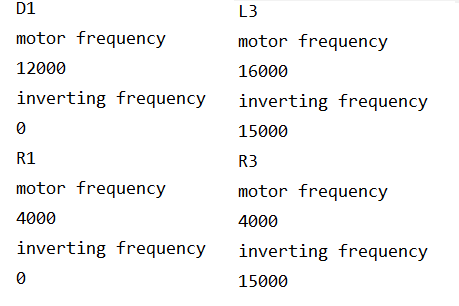 D1
motor frequency
12000
inverting frequency
0
R1
motor frequency
4000
inverting frequency
0
L3
motor frequency
16000
inverting frequency
15000
R3
motor frequency
4000
inverting frequency
15000